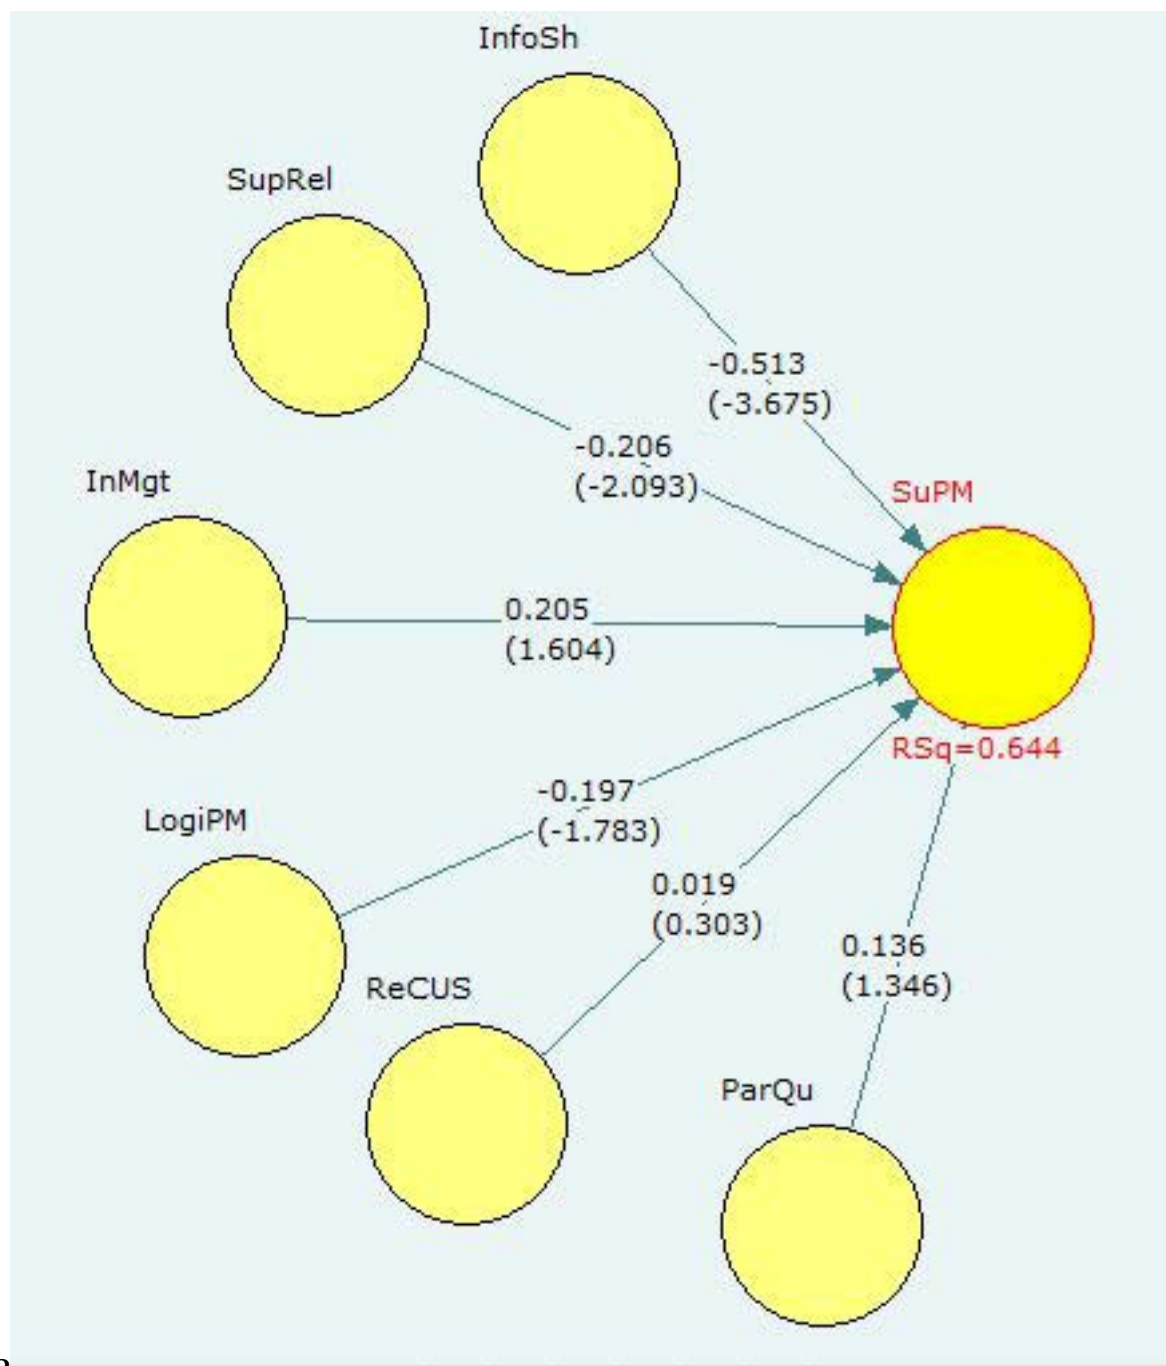 InfoSh
SupRel
-0.513
(-3.675)
-0.206
(-2.093)
InMgt
SuPM
0.205
(1.604)
RSq=0.644
-0.197
(-1.783)
LogiPM
0.019
(0.303)
0.136
(1.346)
ReCUS
ParQu